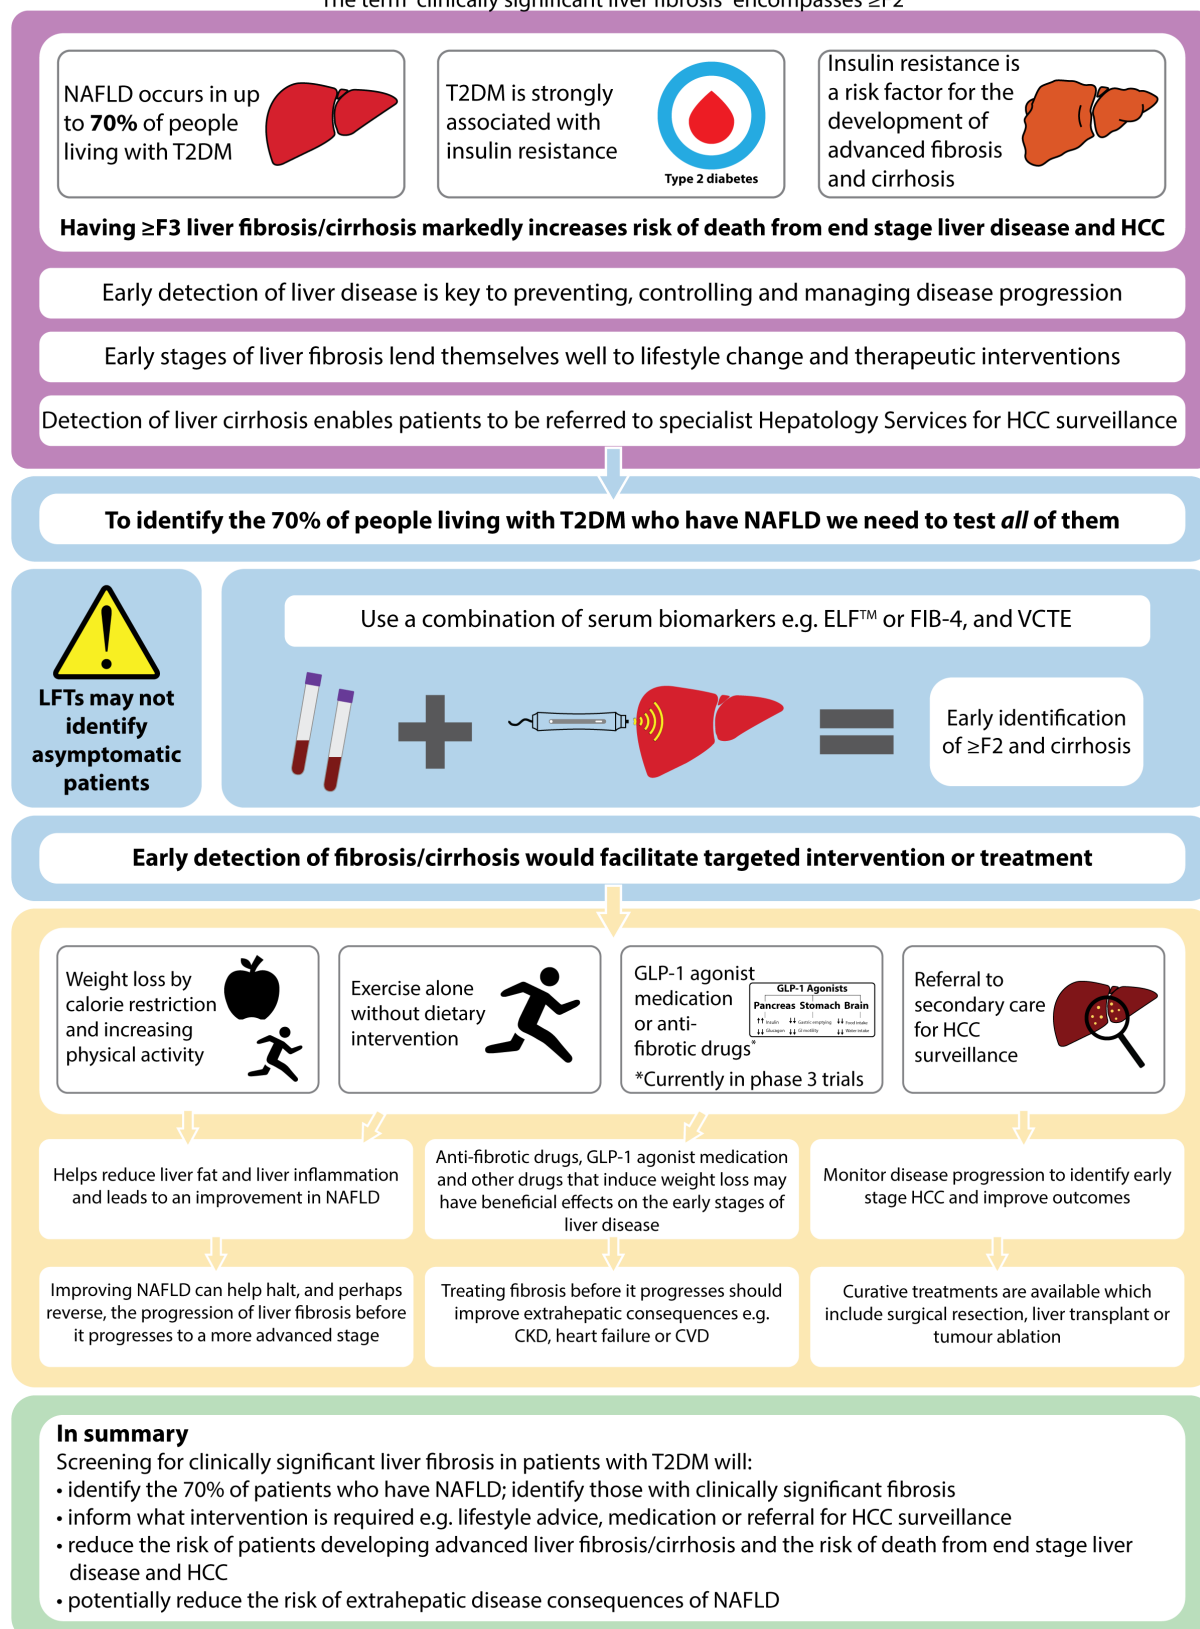 The term 'clinically significant liver fibrosis' encompasses ≥F2
NAFLD occurs in up
to 70% of people
living with T2DM
T2DM is strongly
associated with
insulin resistance
Type 2 diabetes
Insulin resistance is
a risk factor for the
development of
advanced fibrosis
and cirrhosis
Having ≥F3 liver fibrosis/cirrhosis markedly increases risk of death from end stage liver disease and HCC
Early detection of liver disease is key to preventing, controlling and managing disease progression
Early stages of liver fibrosis lend themselves well to lifestyle change and therapeutic interventions
Detection of liver cirrhosis enables patients to be referred to specialist Hepatology Services for HCC surveillance
To identify the 70% of people living with T2DM who have NAFLD we need to test all of them
LFTs may not
identify
asymptomatic
patients
Use a combination of serum biomarkers e.g. ELF™ or FIB-4, and VCTE
Early identification
of ≥F2 and cirrhosis
Early detection of fibrosis/cirrhosis would facilitate targeted intervention or treatment
Weight loss by
calorie restriction
and increasing
physical activity
Exercise alone
without dietary
intervention
GLP-1 agonist
medication
or anti-
fibrotic drugs*
*Currently in phase 3 trials
GLP-1 Agonists
Pancreas Stomach Brain
↑↑ Insulin ↓↓ Gastric emptying ↓↓ Food intake
↓↓ Glucagon ↓↓ GI motility ↓↓ Water intake
Referral to
secondary care
for HCC
surveillance
Helps reduce liver fat and liver inflammation
and leads to an improvement in NAFLD
Anti-fibrotic drugs, GLP-1 agonist medication
and other drugs that induce weight loss may
have beneficial effects on the early stages of
liver disease
Monitor disease progression to identify early
stage HCC and improve outcomes
Improving NAFLD can help halt, and perhaps
reverse, the progression of liver fibrosis before
it progresses to a more advanced stage
Treating fibrosis before it progresses should
improve extrahepatic consequences e.g.
CKD, heart failure or CVD
Curative treatments are available which
include surgical resection, liver transplant or
tumour ablation
In summary
Screening for clinically significant liver fibrosis in patients with T2DM will:
• identify the 70% of patients who have NAFLD; identify those with clinically significant fibrosis
• inform what intervention is required e.g. lifestyle advice, medication or referral for HCC surveillance
• reduce the risk of patients developing advanced liver fibrosis/cirrhosis and the risk of death from end stage liver
disease and HCC
• potentially reduce the risk of extrahepatic disease consequences of NAFLD